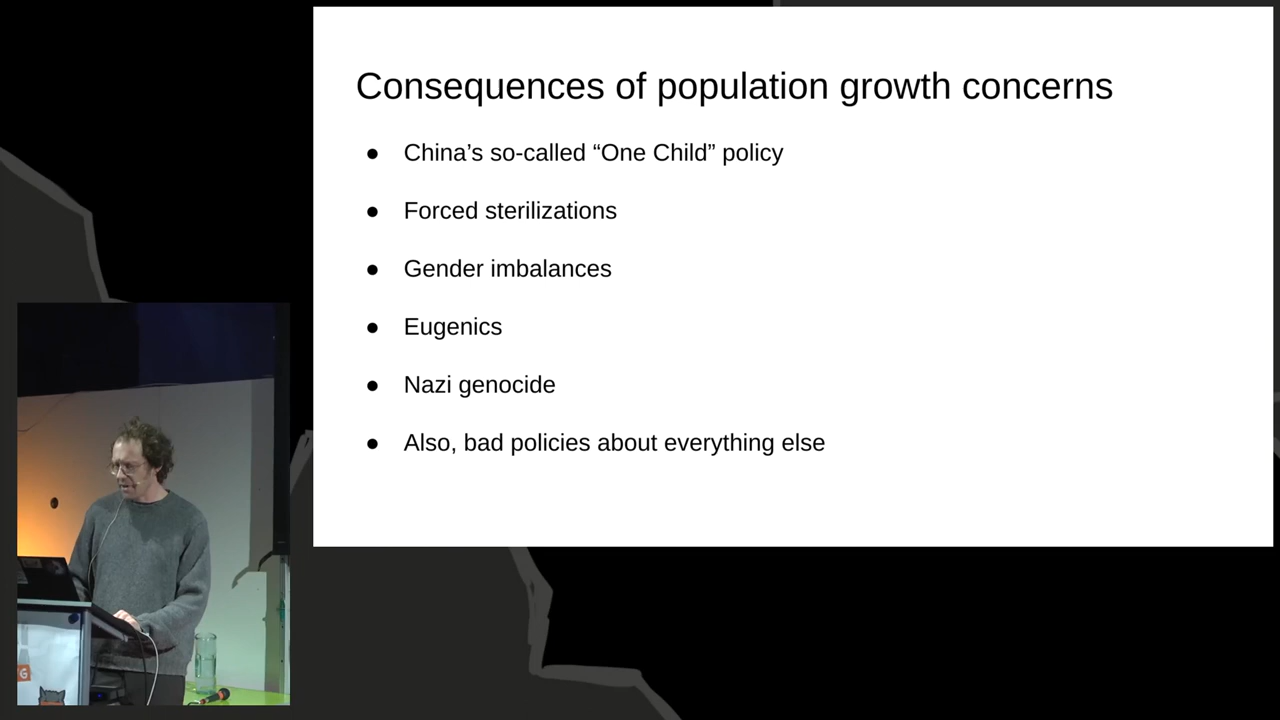 Consequences of population growth concerns
● China’s so-called “One Child” policy
● Forced sterilizations
● Gender imbalances
● Eugenics
● Nazi genocide
● Also, bad policies about everything else
G